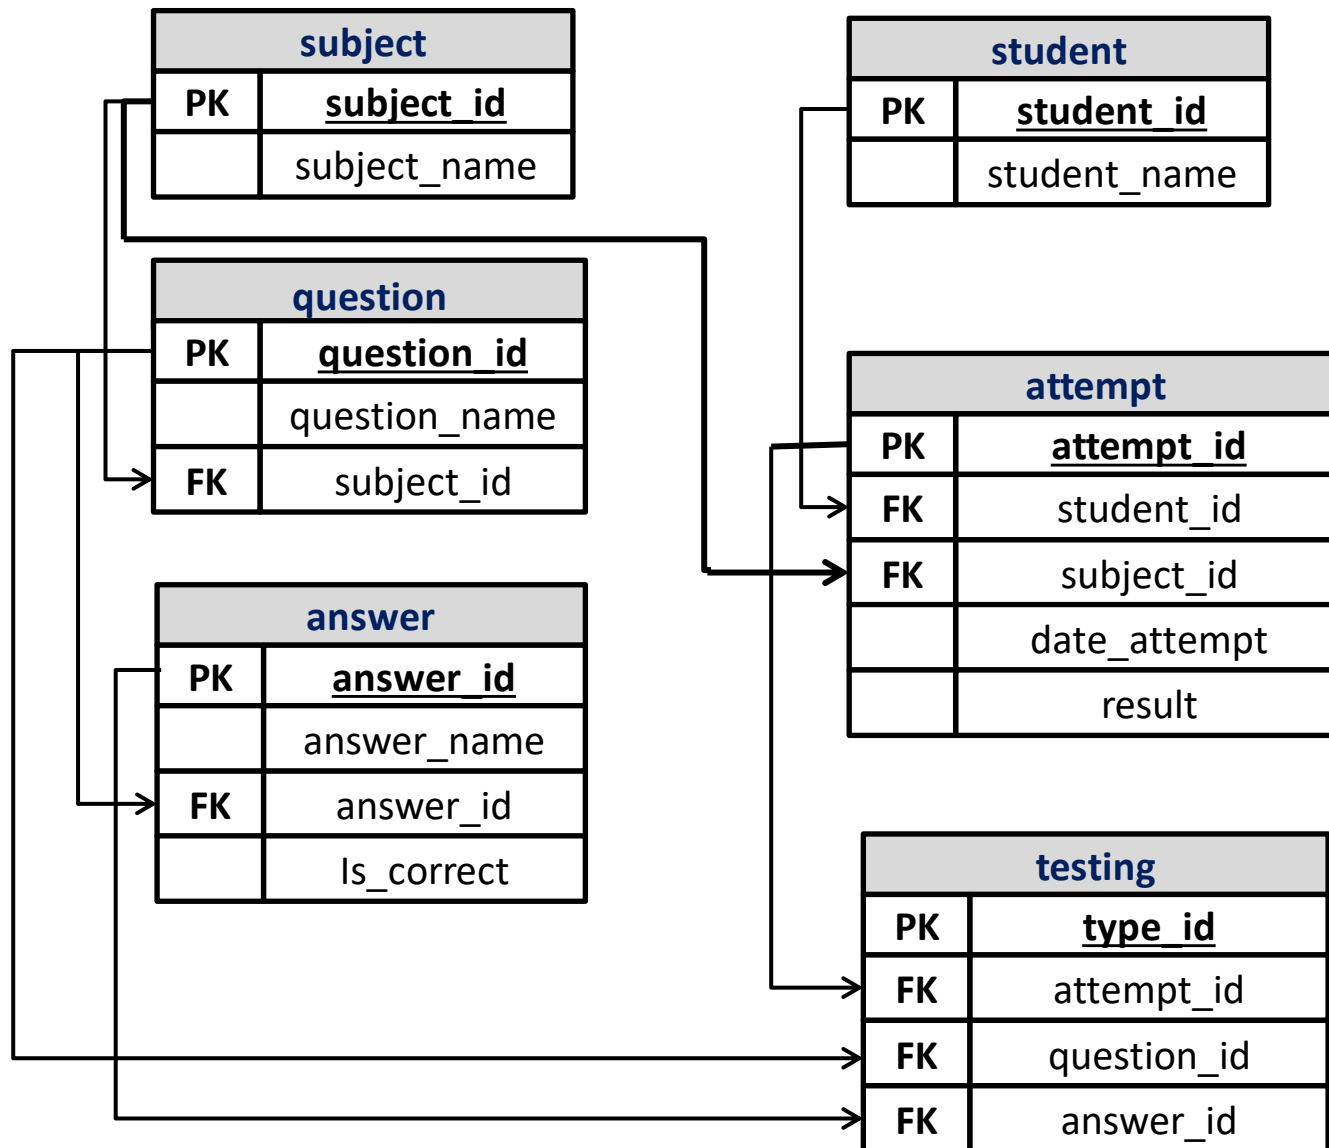 subject
PK subject_id
subject_name
question
PK question_id
question_name
FK subject_id
answer
PK answer_id
answer_name
FK answer_id
Is_correct
student
PK student_id
student_name
attempt
PK attempt_id
FK student_id
FK subject_id
date_attempt
result
testing
PK type_id
FK attempt_id
FK question_id
FK answer_id